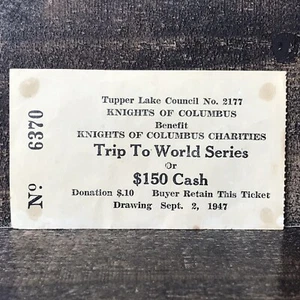 Tupper Lake Council No. 2177
KNIGHTS OF COLUMBUS
Benefit
KNIGHTS OF COLUMBUS CHARITIES
Trip To World Series
Or
$150 Cash
Donation $.10 Buyer Retain This Ticket
Drawing Sept. 2, 1947
Nº 6370